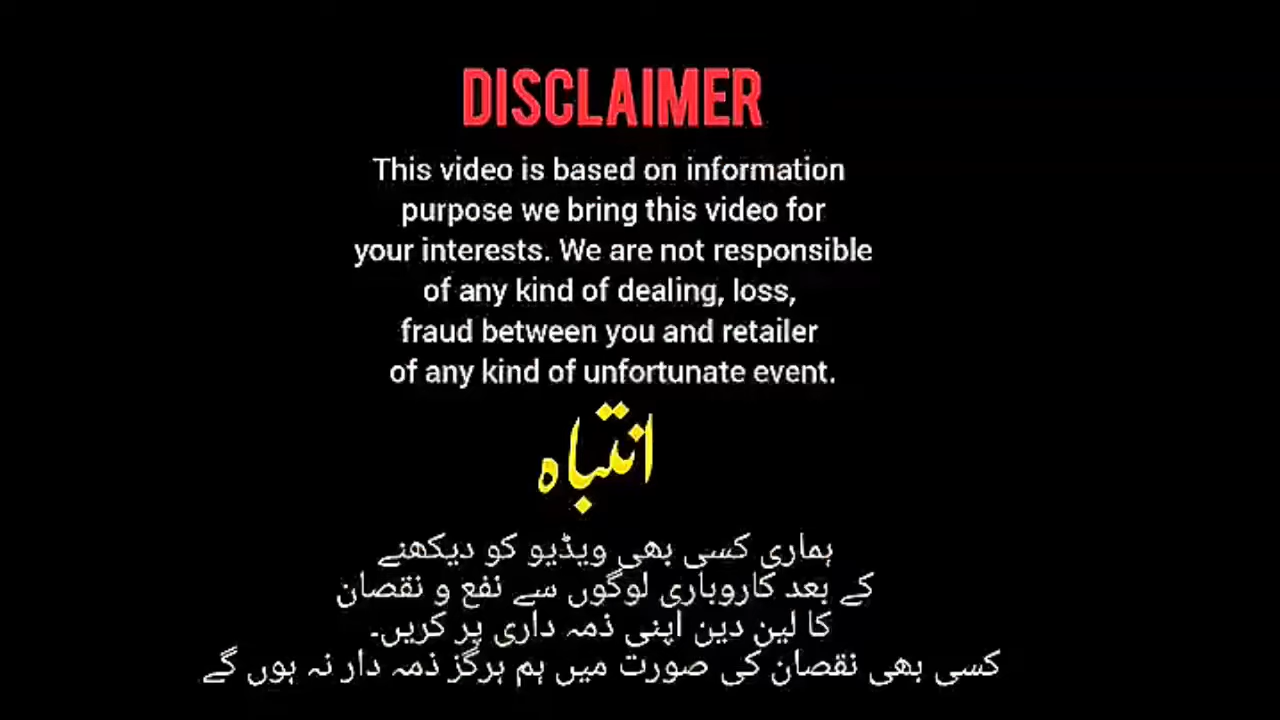 DISCLAIMER
This video is based on information
purpose we bring this video for
your interests. We are not responsible
of any kind of dealing, loss,
fraud between you and retailer
of any kind of unfortunate event.
انتباہ
ہماری کسی بھی ویڈیو کو دیکھنے
کے بعد کاروباری لوگوں سے نفع و نقصان
کا لین دین اپنی ذمہ داری پر کریں۔
کسی بھی نقصان کی صورت میں ہم ہرگز ذمہ دار نہ ہوں گے